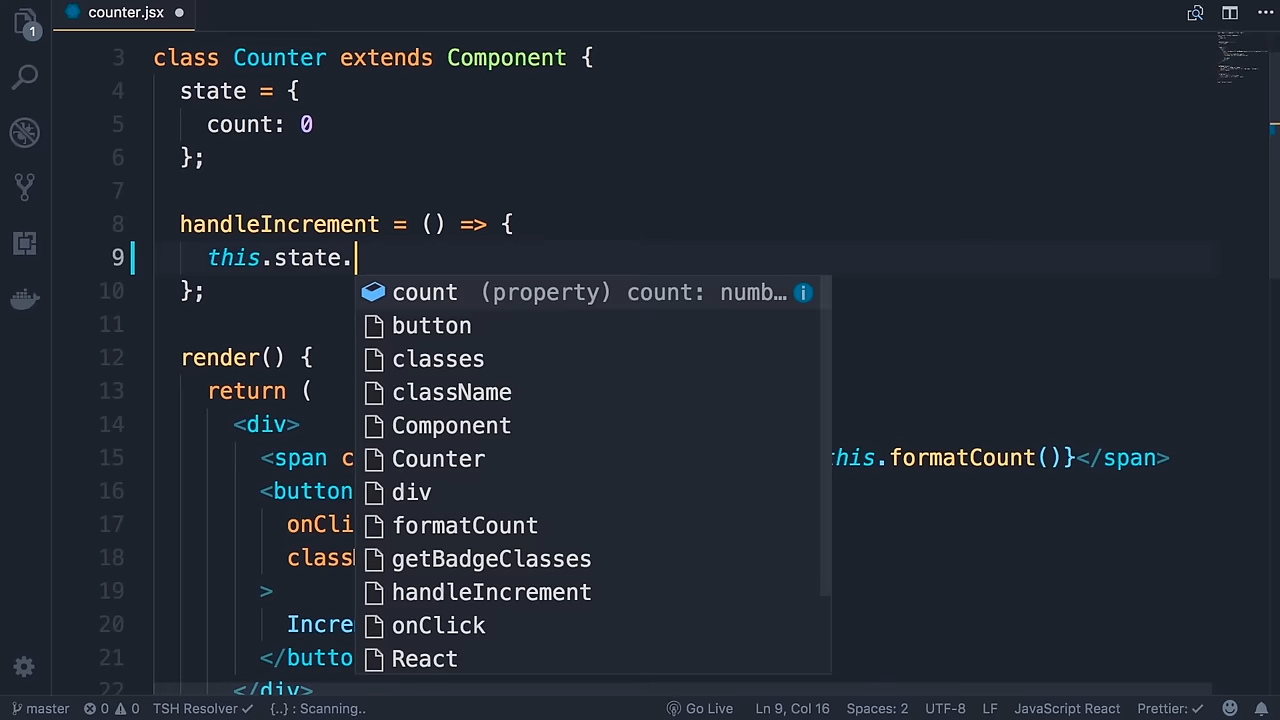 counter.jsx
1
3 class Counter extends Component {
4 state = {
5 count: 0
6 };
7
8 handleIncrement = () => {
9 this.state.
10 };
count (property) count: numb…
11
button
12 render() {
classes
13 return (
className
14 <div>
Component
15 <span c his.formatCount()}</span>
Counter
16 <button
div
17 onCli
formatCount
18 class
getBadgeClasses
19 >
handleIncrement
20 Incre
onClick
21 </butto
React
22 </div>
master 0 0 TSH Resolver {..} : Scanning.. Go Live Ln 9, Col 16 Spaces: 2 UTF-8 LF JavaScript React Prettier: